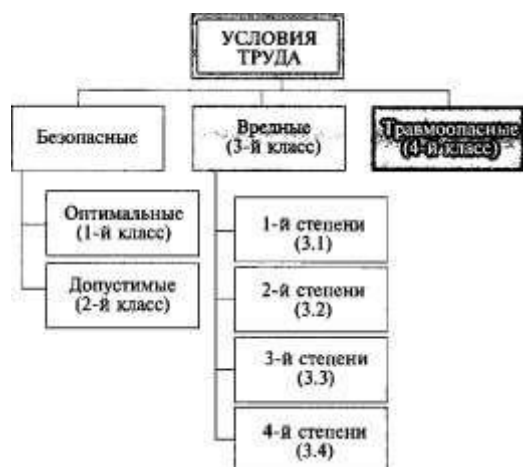 УСЛОВИЯ
ТРУДА
Безопасные
Вредные
(3-й класс)
Травмоопасные
(4-й класс)
Оптимальные
(1-й класс)
Допустимые
(2-й класс)
1-й степени
(3.1)
2-й степени
(3.2)
3-й степени
(3.3)
4-й степени
(3.4)